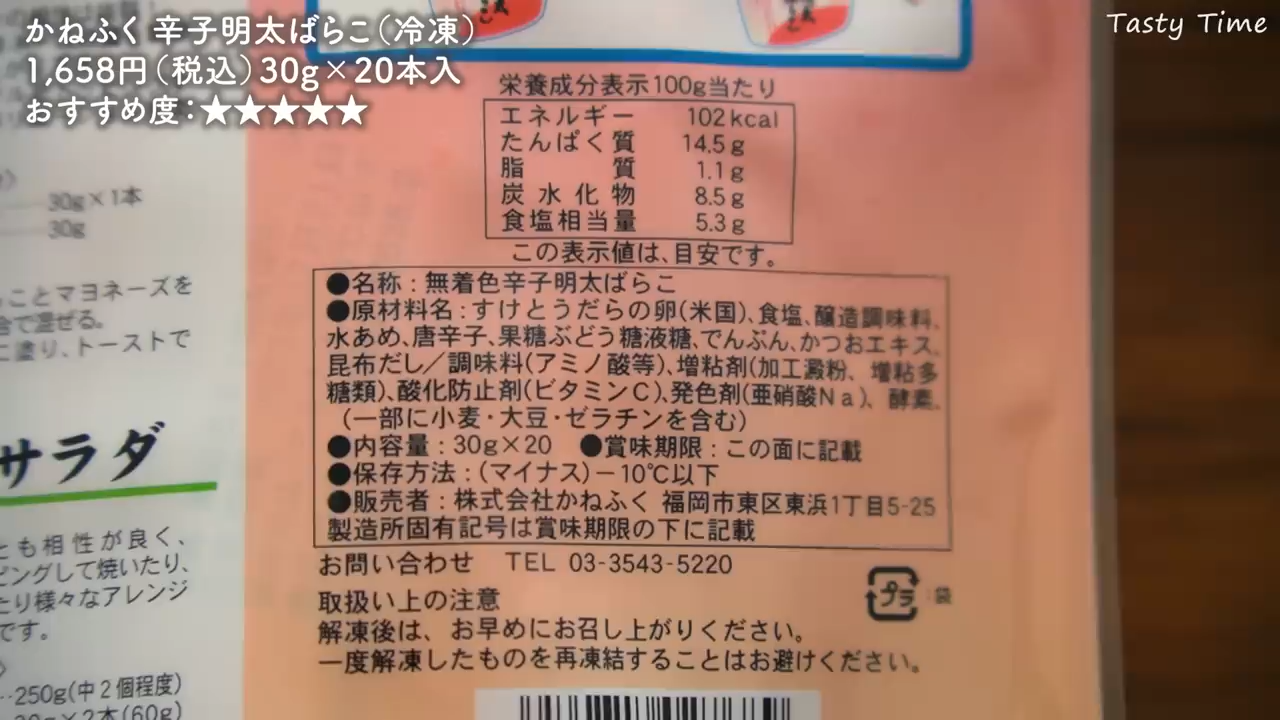 かねふく 辛子明太ばらこ（冷凍）
1,658円（税込）30g×20本入
おすすめ度：★★★★★
Tasty Time
栄養成分表示100g当たり
エネルギー 102kcal
たんぱく質 14.5g
脂質 1.1g
炭水化物 8.5g
食塩相当量 5.3g
この表示値は、目安です。
●名称：無着色辛子明太ばらこ
●原材料名：すけとうだらの卵(米国)、食塩、醸造調味料、
水あめ、唐辛子、果糖ぶどう糖液糖、でんぷん、かつおエキス、
昆布だし／調味料(アミノ酸等)、増粘剤(加工澱粉、増粘多
糖類)、酸化防止剤(ビタミンC)、発色剤(亜硝酸Na)、酵素、
（一部に小麦・大豆・ゼラチンを含む）
●内容量：30g×20 ●賞味期限：この面に記載
●保存方法：(マイナス)－10℃以下
●販売者：株式会社かねふく 福岡市東区東浜1丁目5-25
製造所固有記号は賞味期限の下に記載
お問い合わせ TEL 03-3543-5220
取扱い上の注意
解凍後は、お早めにお召し上がりください。
一度解凍したものを再凍結することはお避けください。
プラ：袋
30g×1本
30g
ことマヨネーズを
合で混ぜる。
に塗り、トーストで
サラダ
とも相性が良く、
ピングして焼いたり、
たり様々なアレンジ
です。
250g(中2個程度)
30g×2本(60g)